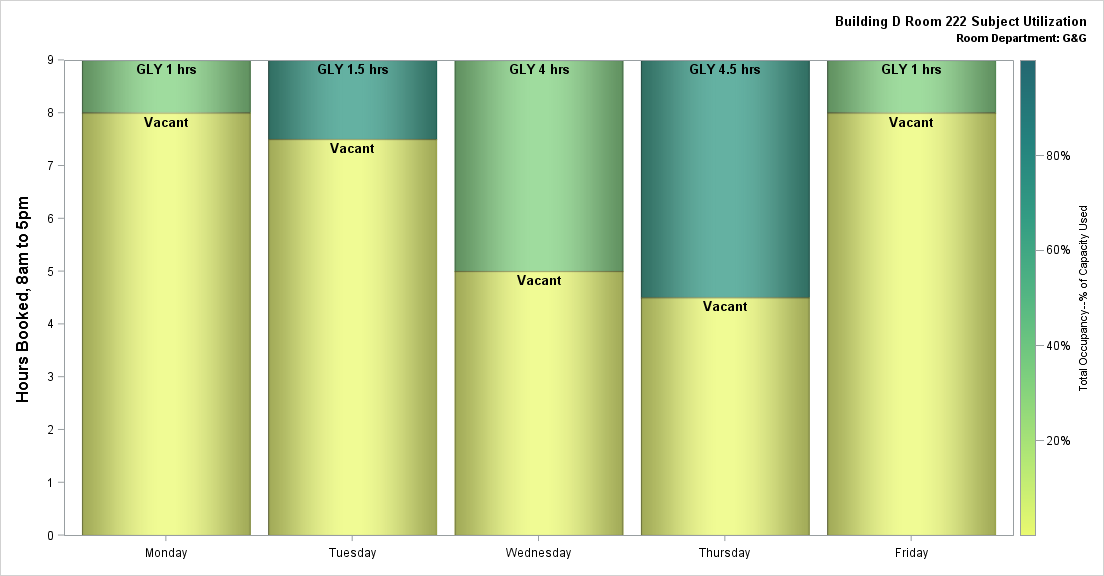 Building D Room 222 Subject Utilization
Room Department: G&G
Hours Booked, 8am to 5pm
9
8
7
6
5
4
3
2
1
0
GLY 1 hrs
Vacant
GLY 1.5 hrs
Vacant
GLY 4 hrs
Vacant
GLY 4.5 hrs
Vacant
GLY 1 hrs
Vacant
Monday
Tuesday
Wednesday
Thursday
Friday
80%
60%
40%
20%
Total Occupancy--% of Capacity Used